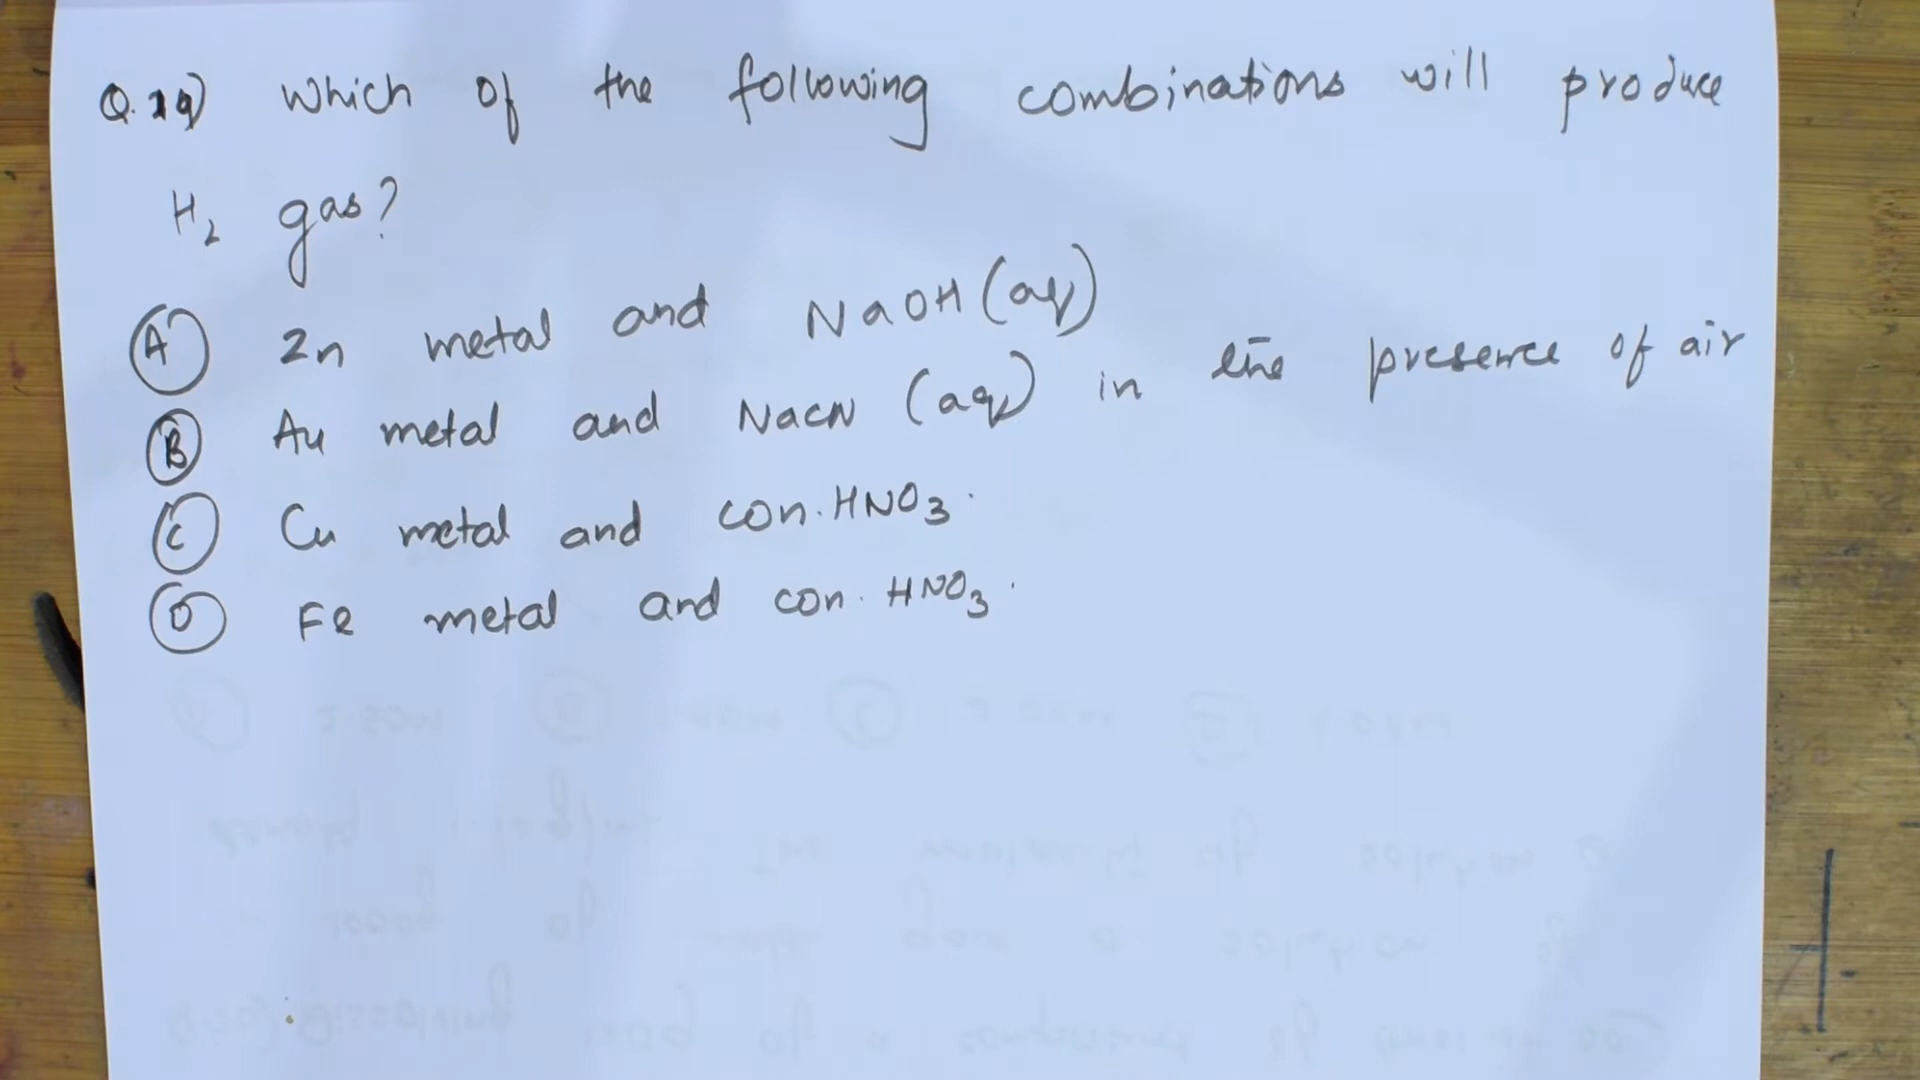 Q.29) which of the following combinations will produce
H2 gas?
A Zn metal and NaOH (aq)
B Au metal and NaCN (aq) in the presence of air
C Cu metal and con. HNO3.
D Fe metal and con. HNO3.